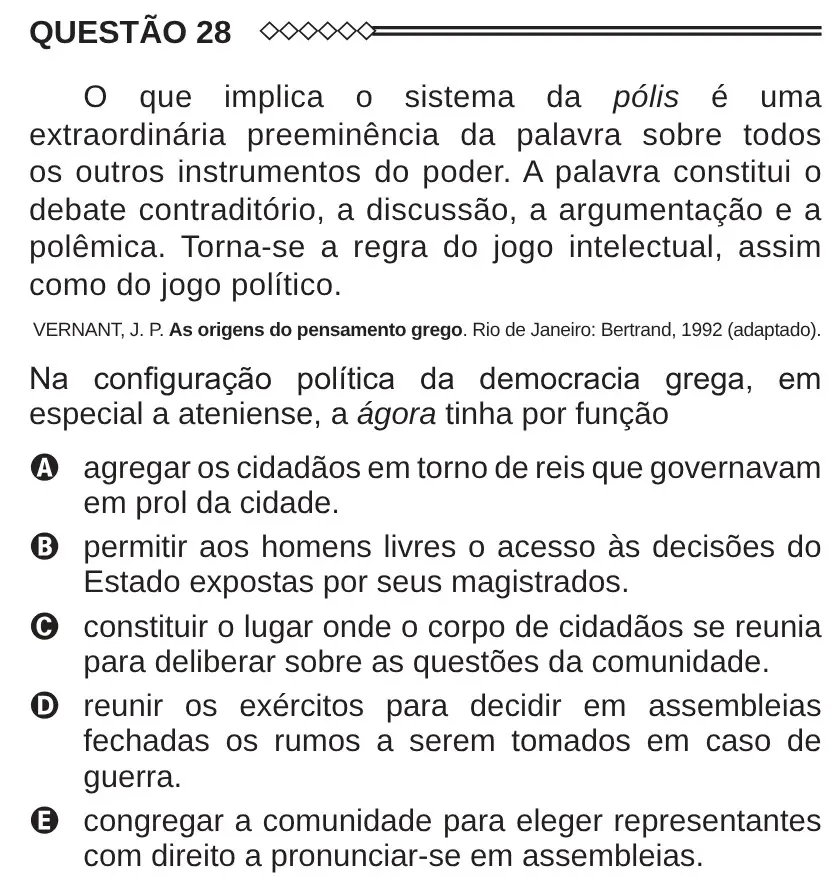 QUESTÃO 28
O que implica o sistema da pólis é uma
extraordinária preeminência da palavra sobre todos
os outros instrumentos do poder. A palavra constitui o
debate contraditório, a discussão, a argumentação e a
polêmica. Torna-se a regra do jogo intelectual, assim
como do jogo político.
VERNANT, J. P. As origens do pensamento grego. Rio de Janeiro: Bertrand, 1992 (adaptado).
Na configuração política da democracia grega, em
especial a ateniense, a ágora tinha por função
A agregar os cidadãos em torno de reis que governavam
em prol da cidade.
B permitir aos homens livres o acesso às decisões do
Estado expostas por seus magistrados.
C constituir o lugar onde o corpo de cidadãos se reunia
para deliberar sobre as questões da comunidade.
D reunir os exércitos para decidir em assembleias
fechadas os rumos a serem tomados em caso de
guerra.
E congregar a comunidade para eleger representantes
com direito a pronunciar-se em assembleias.